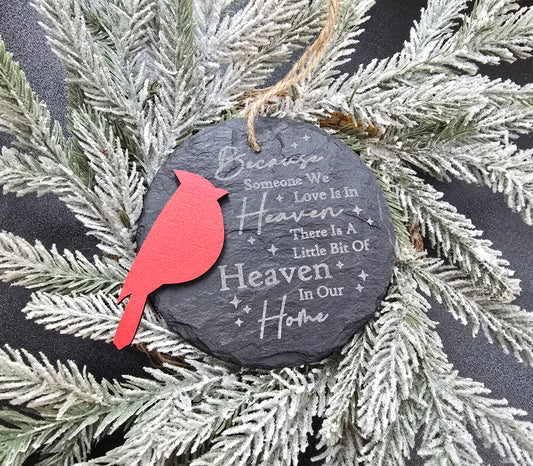 Because
Someone We
Love Is In
Heaven
There Is A
Little Bit Of
Heaven
In Our
Home